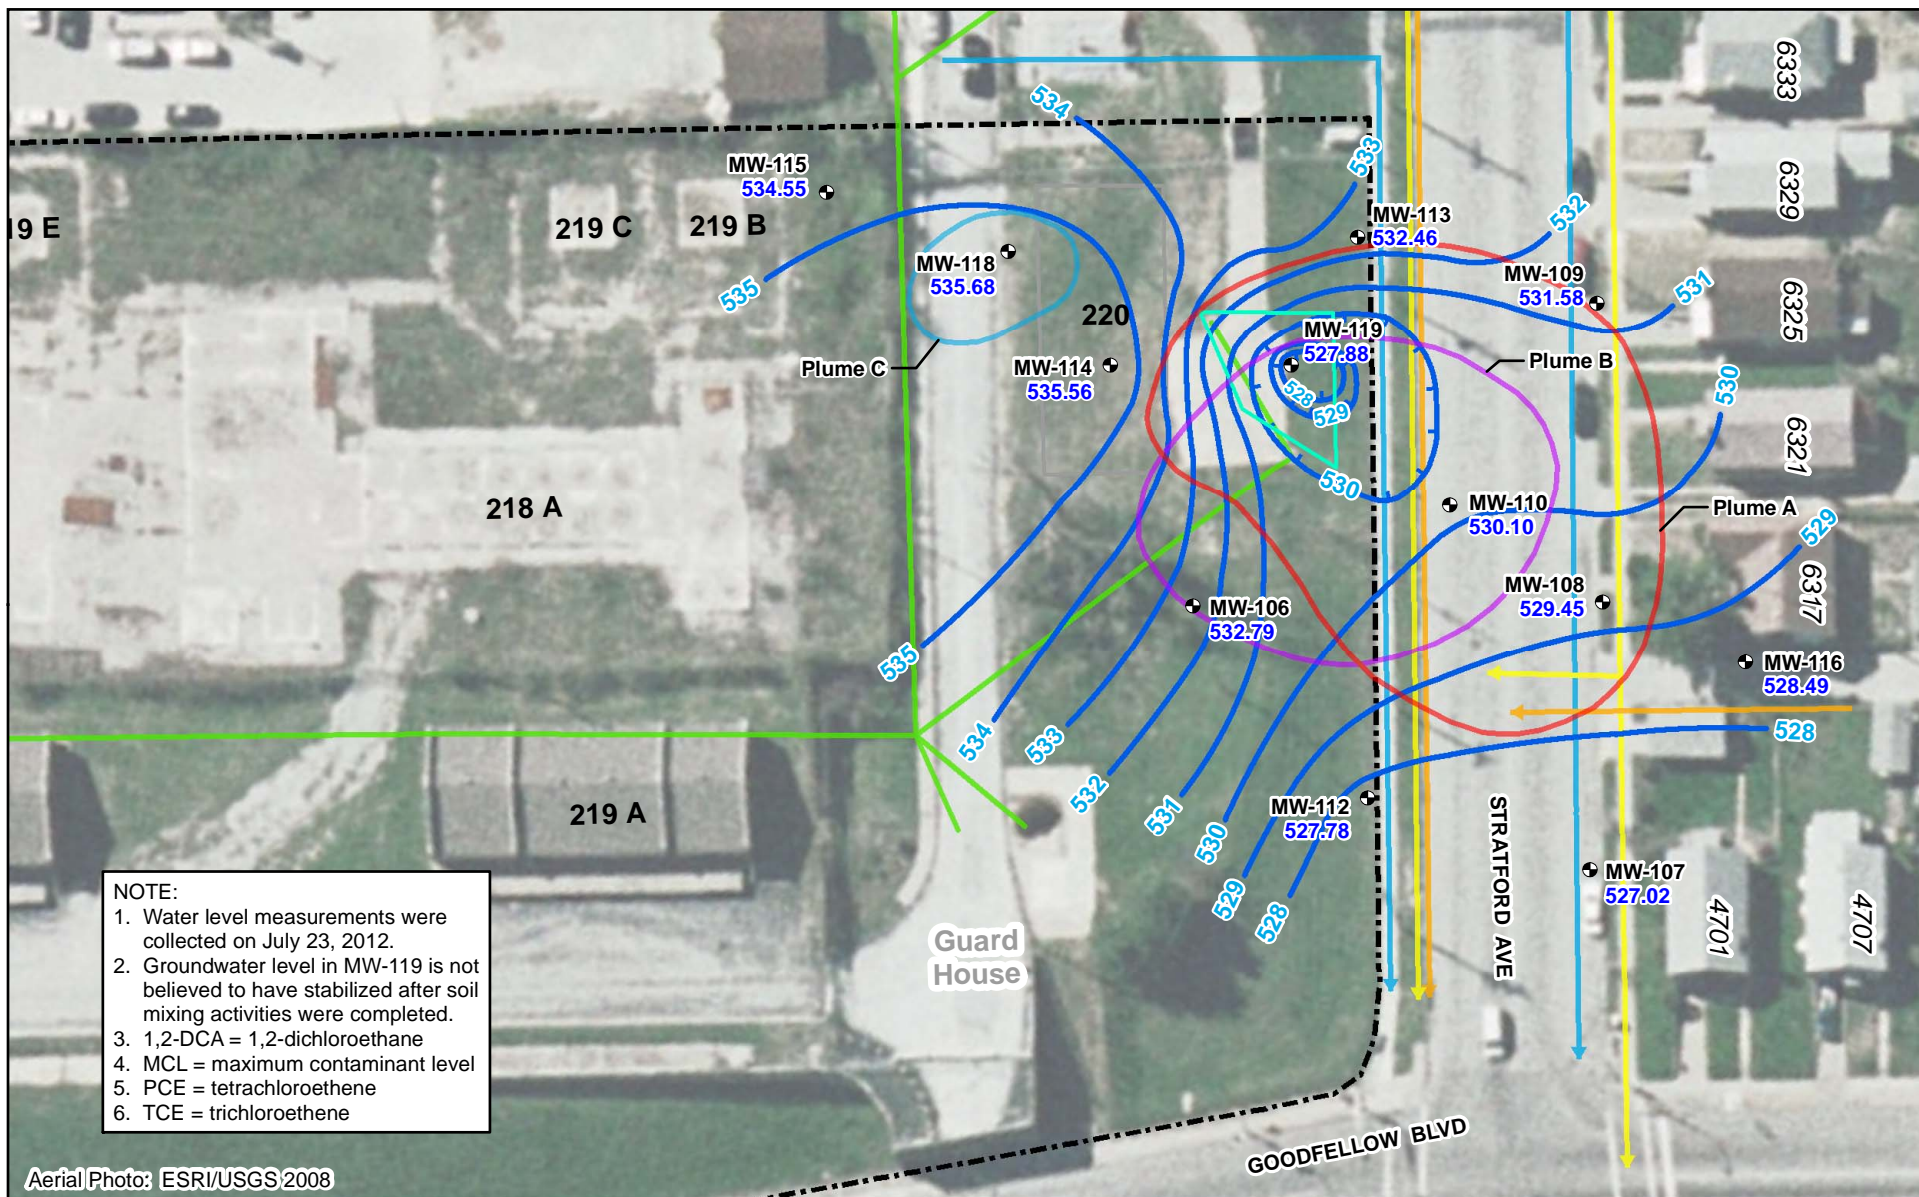 534
533
532
531
530
529
528
6333
6329
6325
6321
6317
MW-115
534.55
MW-113
532.46
19 E
219 C
219 B
MW-118
535.68
MW-109
531.58
535
220
MW-119
527.88
Plume B
Plume C
MW-114
535.56
528
529
530
218 A
MW-110
530.10
Plume A
MW-108
529.45
MW-106
532.79
MW-116
528.49
535
534
533
532
531
530
529
528
219 A
MW-112
527.78
STRATFORD AVE
MW-107
527.02
4701
4707
Guard
House
NOTE:
1. Water level measurements were
collected on July 23, 2012.
2. Groundwater level in MW-119 is not
believed to have stabilized after soil
mixing activities were completed.
3. 1,2-DCA = 1,2-dichloroethane
4. MCL = maximum contaminant level
5. PCE = tetrachloroethene
6. TCE = trichloroethene
GOODFELLOW BLVD
Aerial Photo: ESRI/USGS 2008